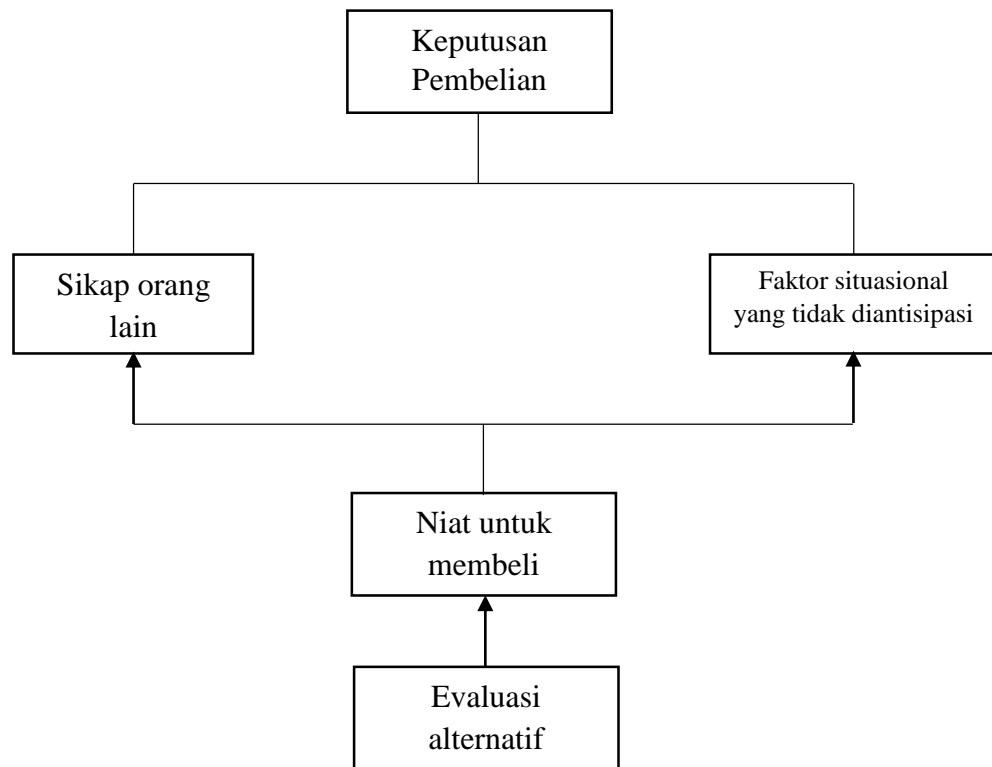 Keputusan
Pembelian
Sikap orang
lain
Faktor situasional
yang tidak diantisipasi
Niat untuk
membeli
Evaluasi
alternatif